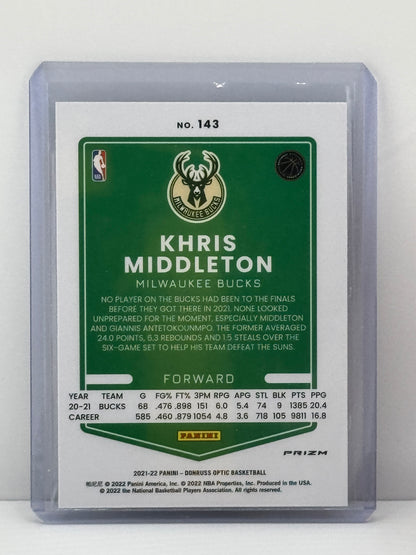 NO. 143
MILWAUKEE BUCKS
KHRIS
MIDDLETON
MILWAUKEE BUCKS
NO PLAYER ON THE BUCKS HAD BEEN TO THE FINALS
BEFORE THEY GOT THERE IN 2021. NONE LOOKED
UNPREPARED FOR THE MOMENT, ESPECIALLY MIDDLETON
AND GIANNIS ANTETOKOUNMPO. THE FORMER AVERAGED
24.0 POINTS, 6.3 REBOUNDS AND 1.5 STEALS OVER THE
SIX-GAME SET TO HELP HIS TEAM DEFEAT THE SUNS.
FORWARD
YEAR TEAM G FG% FT% 3PM RPG APG STL BLK PTS PPG
20-21 BUCKS 68 .476 .898 151 6.0 5.4 74 9 1385 20.4
CAREER 585 .460 .879 1054 4.8 3.6 718 105 9811 16.8
PANINI
PRIZM
2021-22 PANINI - DONRUSS OPTIC BASKETBALL
帕尼尼 © 2022 Panini America, Inc. © 2022 NBA Properties, Inc. Produced in the USA.
© 2022 the National Basketball Players Association. All rights reserved.